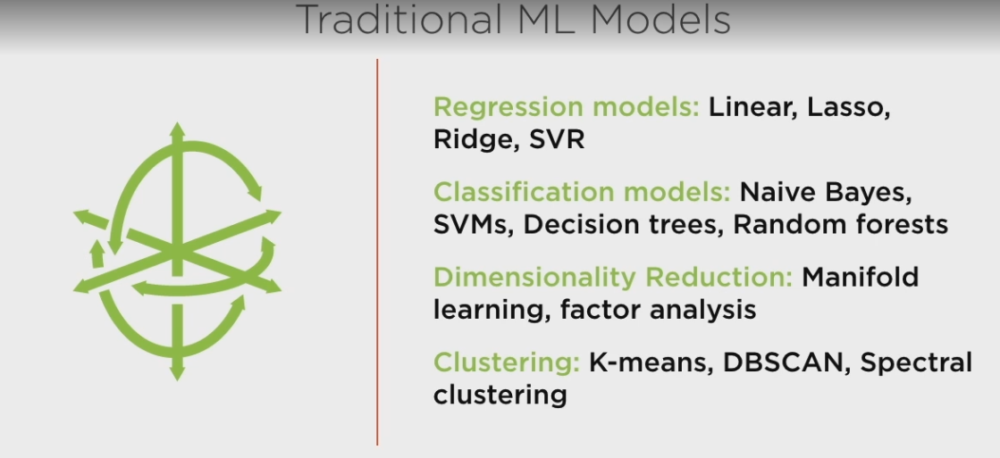 Traditional ML Models
Regression models: Linear, Lasso,
Ridge, SVR
Classification models: Naive Bayes,
SVMs, Decision trees, Random forests
Dimensionality Reduction: Manifold
learning, factor analysis
Clustering: K-means, DBSCAN, Spectral
clustering